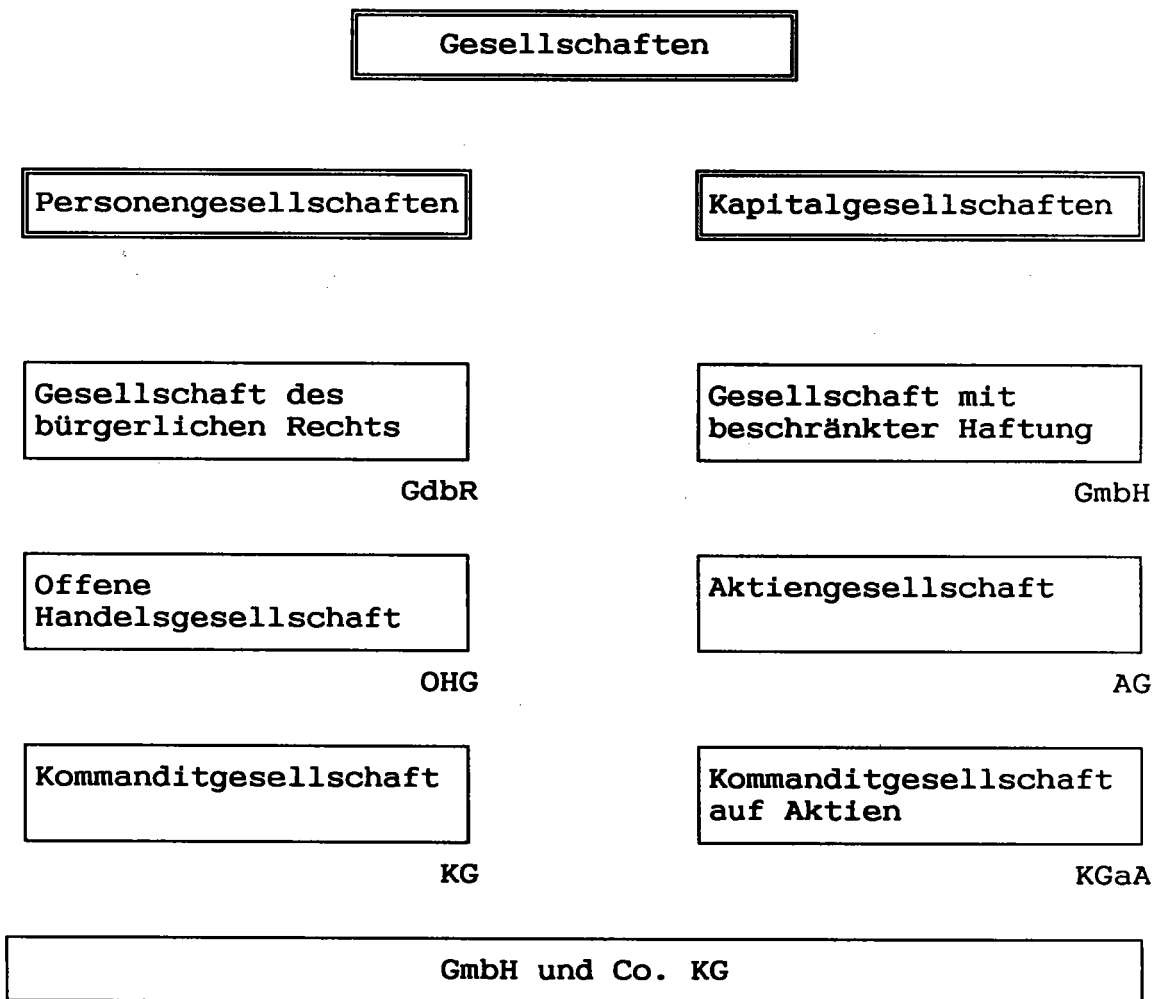 Gesellschaften
Personengesellschaften
Kapitalgesellschaften
Gesellschaft des
bürgerlichen Rechts
GdbR
Gesellschaft mit
beschränkter Haftung
GmbH
Offene
Handelsgesellschaft
OHG
Aktiengesellschaft
AG
Kommanditgesellschaft
KG
Kommanditgesellschaft
auf Aktien
KGaA
GmbH und Co. KG